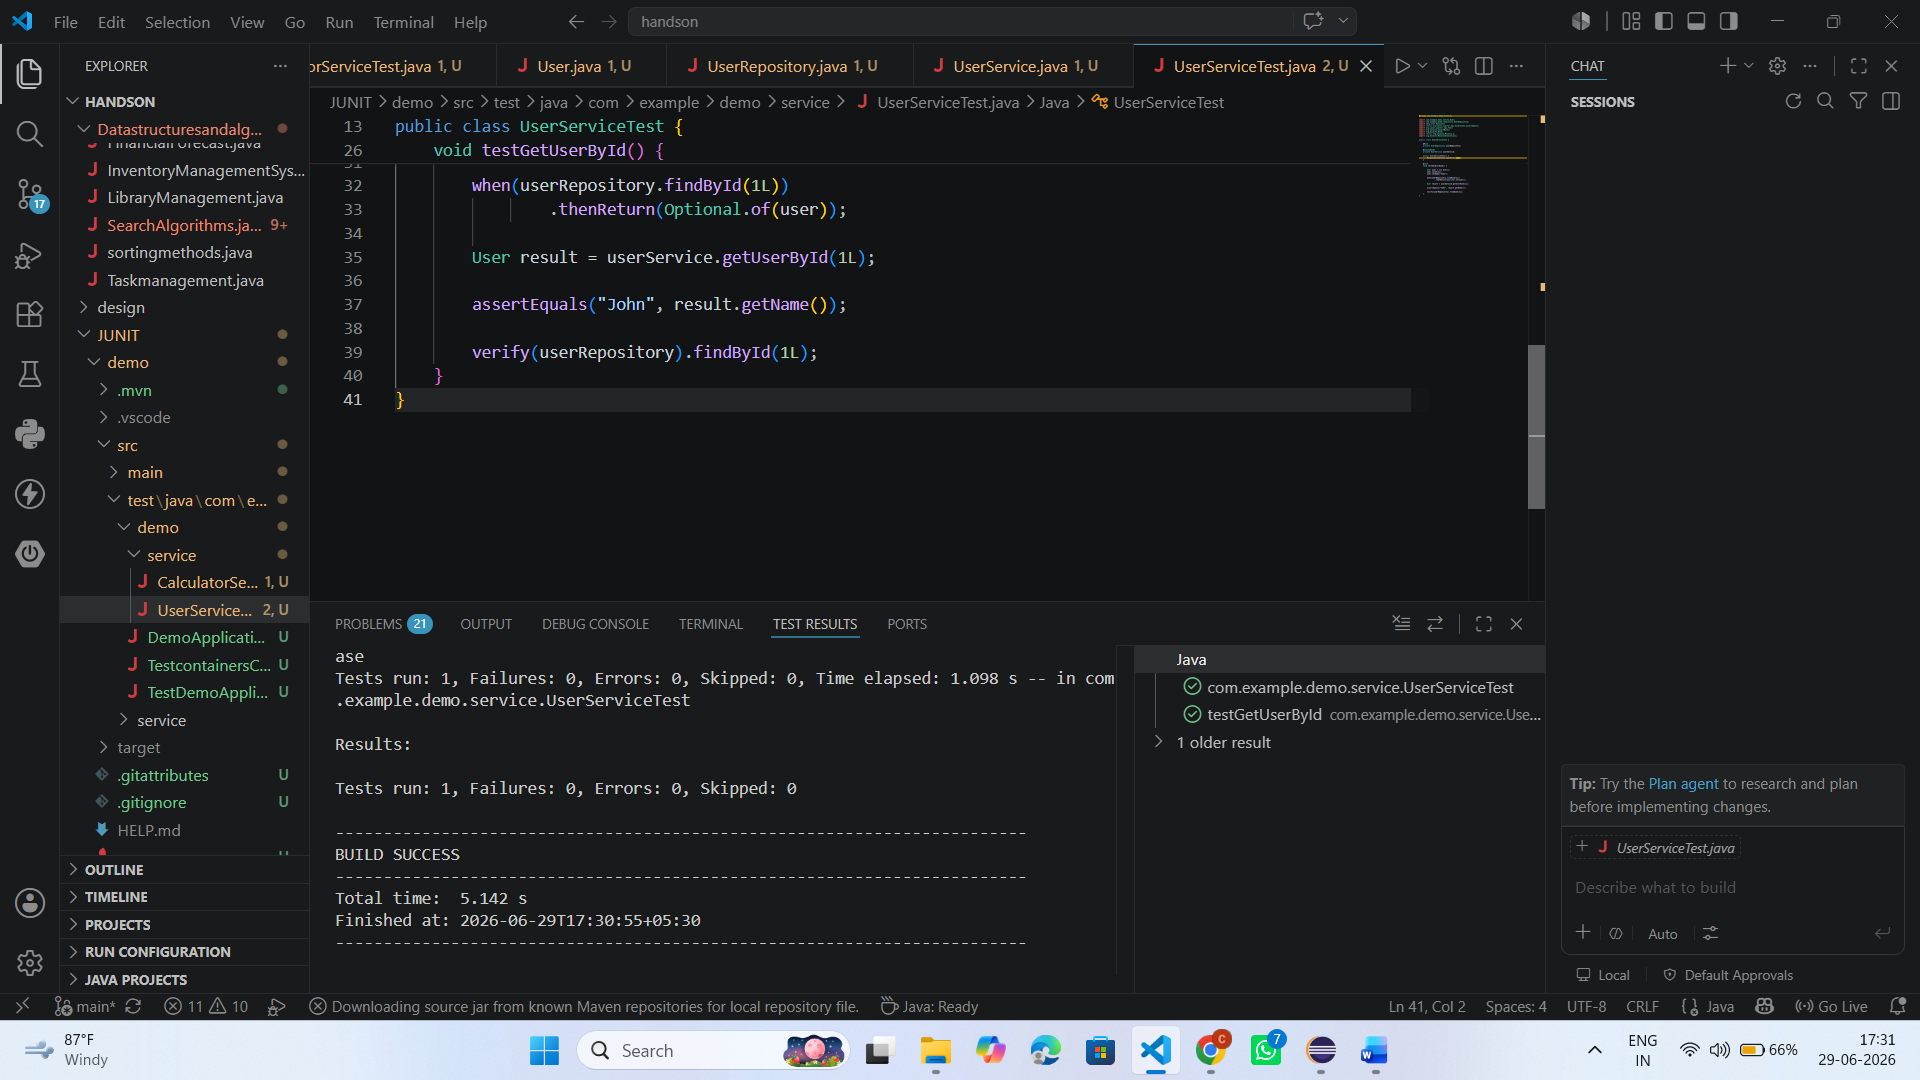 File Edit Selection View Go Run Terminal Help
handson
EXPLORER
HANDSON
Datastructuresandalg...
FinancialForecast.java
InventoryManagementSys...
LibraryManagement.java
SearchAlgorithms.ja... 9+
sortingmethods.java
Taskmanagement.java
design
JUNIT
demo
.mvn
.vscode
src
main
test\java\com\e...
demo
service
CalculatorSe... 1, U
UserService... 2, U
DemoApplicati... U
TestcontainersC... U
TestDemoAppli... U
service
target
.gitattributes U
.gitignore U
HELP.md
OUTLINE
TIMELINE
PROJECTS
RUN CONFIGURATION
JAVA PROJECTS
17
orServiceTest.java 1, U
User.java 1, U
UserRepository.java 1, U
UserService.java 1, U
UserServiceTest.java 2, U
JUNIT > demo > src > test > java > com > example > demo > service > UserServiceTest.java > Java > UserServiceTest
13 public class UserServiceTest {
26 void testGetUserById() {
32 when(userRepository.findById(1L))
33 .thenReturn(Optional.of(user));
34
35 User result = userService.getUserById(1L);
36
37 assertEquals("John", result.getName());
38
39 verify(userRepository).findById(1L);
40 }
41 }
PROBLEMS 21 OUTPUT DEBUG CONSOLE TERMINAL TEST RESULTS PORTS
ase
Tests run: 1, Failures: 0, Errors: 0, Skipped: 0, Time elapsed: 1.098 s -- in com
.example.demo.service.UserServiceTest
Results:
Tests run: 1, Failures: 0, Errors: 0, Skipped: 0
------------------------------------------------------------------------
BUILD SUCCESS
------------------------------------------------------------------------
Total time: 5.142 s
Finished at: 2026-06-29T17:30:55+05:30
------------------------------------------------------------------------
Java
com.example.demo.service.UserServiceTest
testGetUserById com.example.demo.service.Use...
1 older result
CHAT
SESSIONS
Tip: Try the Plan agent to research and plan
before implementing changes.
UserServiceTest.java
Describe what to build
Auto
Local Default Approvals
main* 11 10 Downloading source jar from known Maven repositories for local repository file. Java: Ready
Ln 41, Col 2 Spaces: 4 UTF-8 CRLF Java Go Live
87°F
Windy
Search
C
7
ENG
IN
66%
17:31
29-06-2026